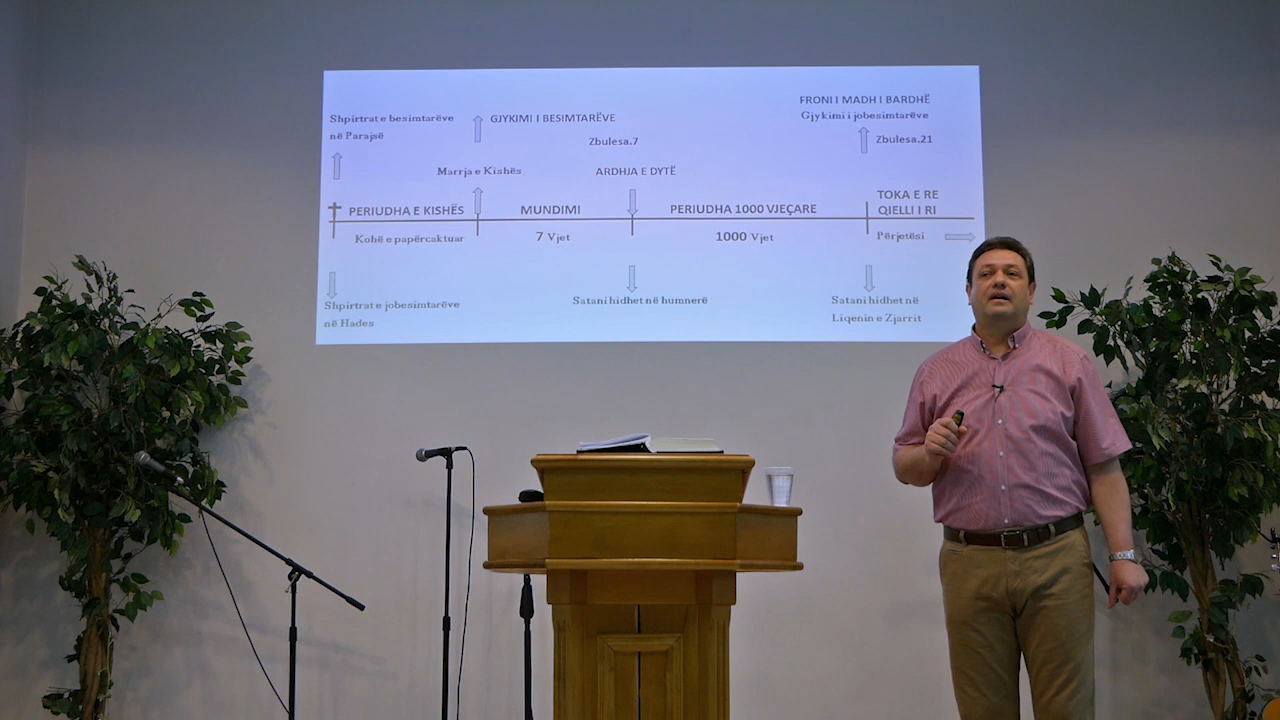 FRONI I MADH I BARDHË
Shpirtrat e besimtarëve
në Parajsë
GJYKIMI I BESIMTARËVE
Gjykimi i jobesimtarëve
Zbulesa.7
Zbulesa.21
Marrja e Kishës
ARDHJA E DYTË
PERIUDHA E KISHËS
MUNDIMI
PERIUDHA 1000 VJEÇARE
TOKA E RE
QIELLI I RI
Kohë e papërcaktuar
7 Vjet
1000 Vjet
Përjetësi
Shpirtrat e jobesimtarëve
në Hades
Satani hidhet në humnerë
Satani hidhet në
Liqenin e Zjarrit